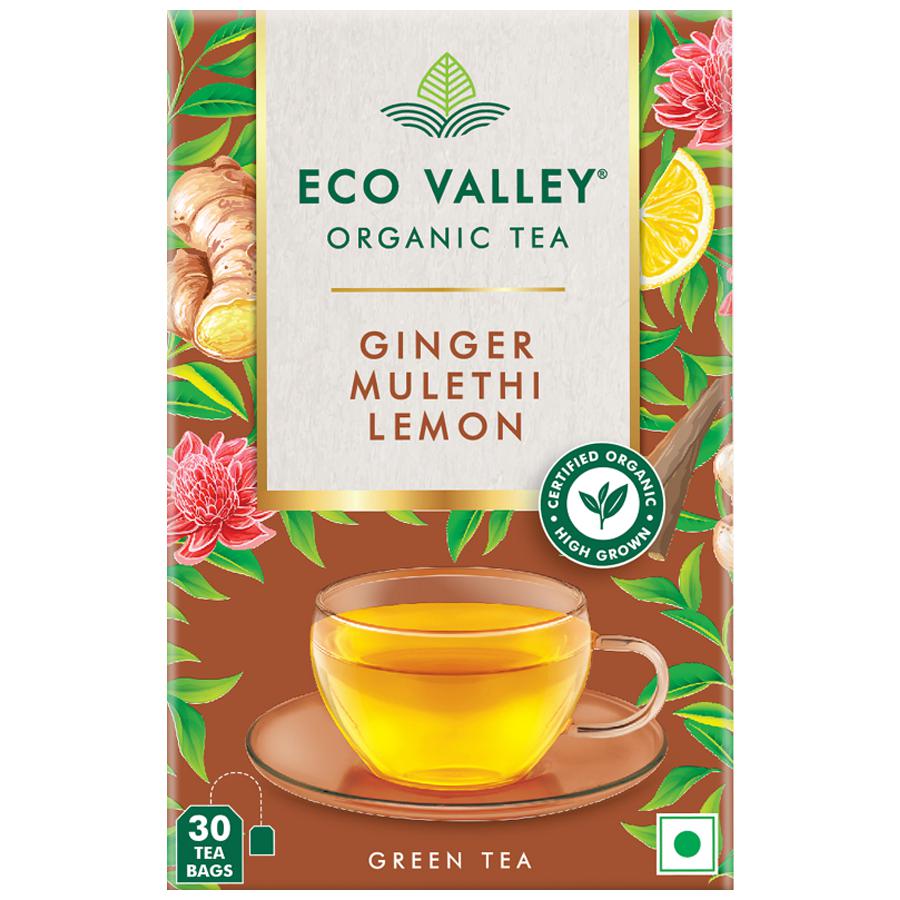 ECO VALLEY®
ORGANIC TEA
GINGER
MULETHI
LEMON
CERTIFIED ORGANIC
• HIGH GROWN •
30
TEA
BAGS
GREEN TEA